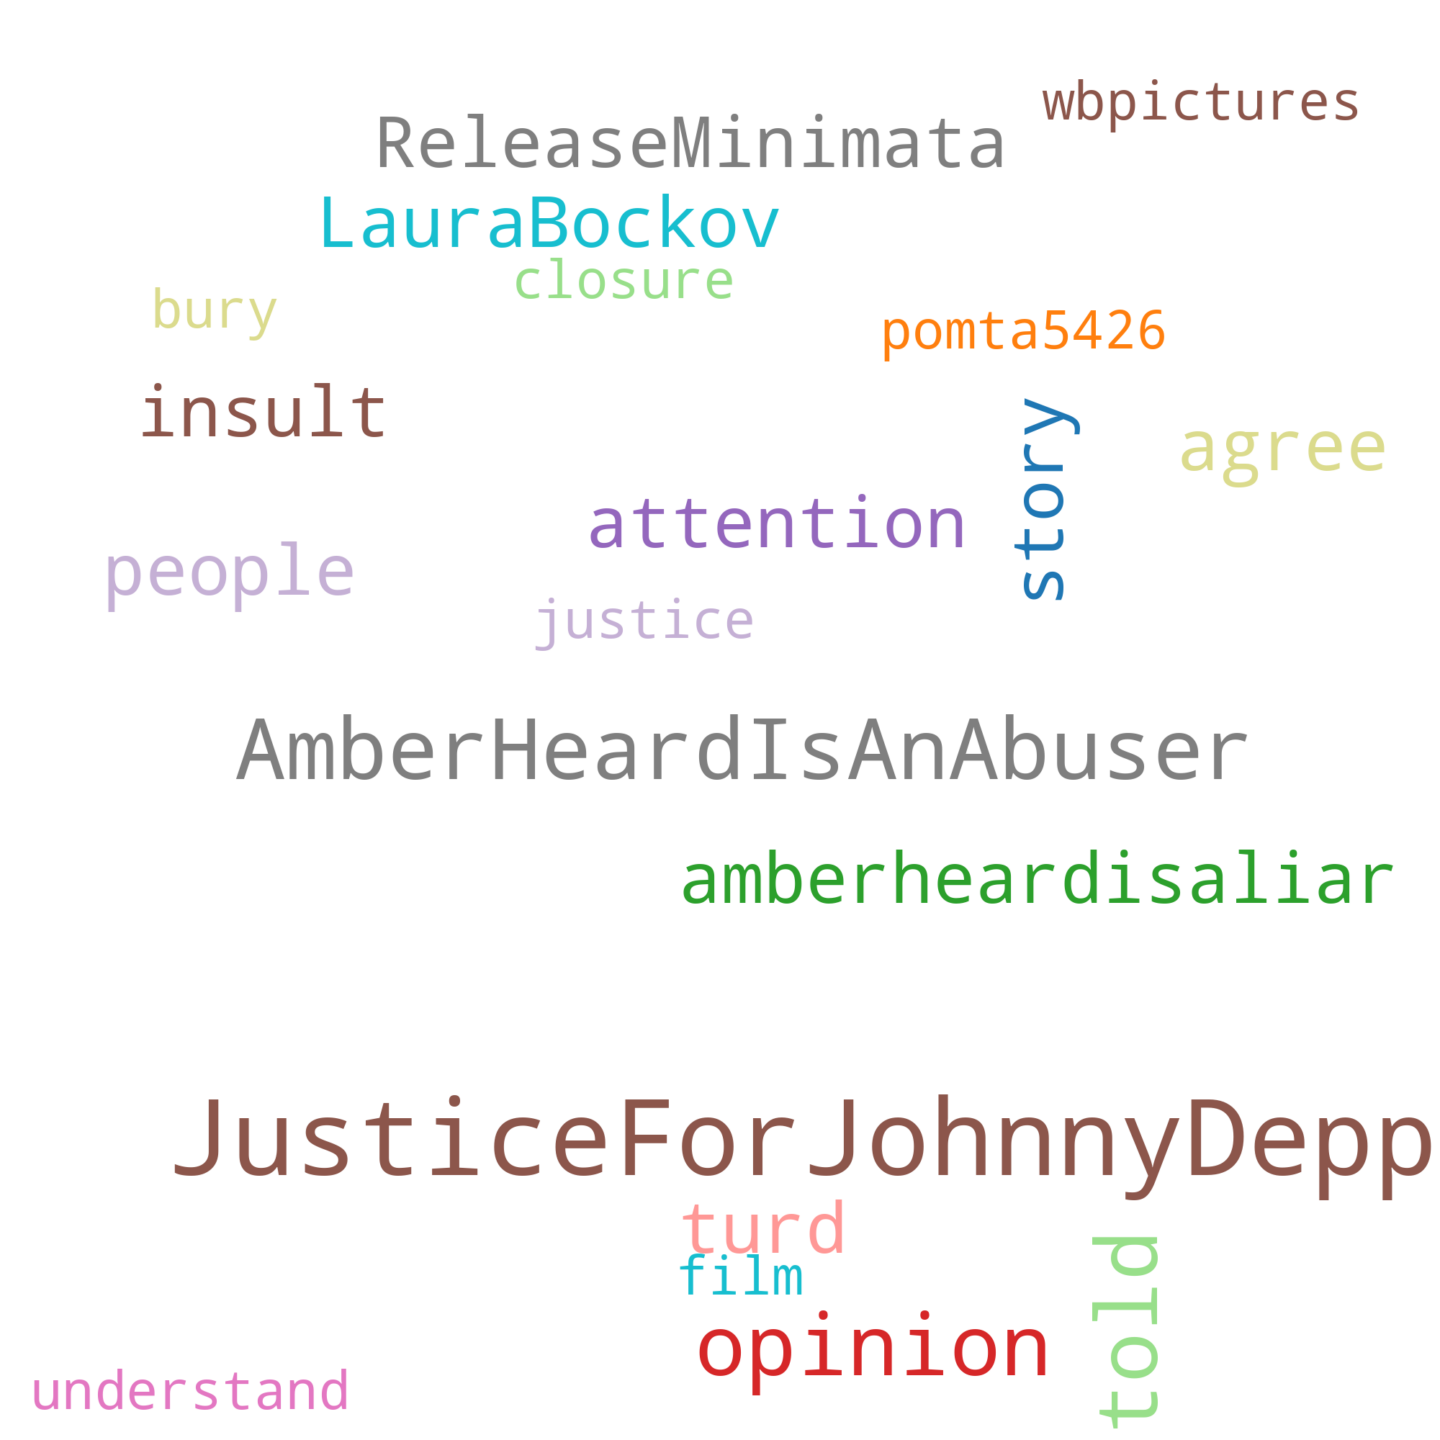 wbpictures
ReleaseMinimata
LauraBockov
closure
bury
pomta5426
insult
story
agree
attention
people
justice
AmberHeardIsAnAbuser
amberheardisaliar
JusticeForJohnnyDepp
turd
film
told
opinion
understand